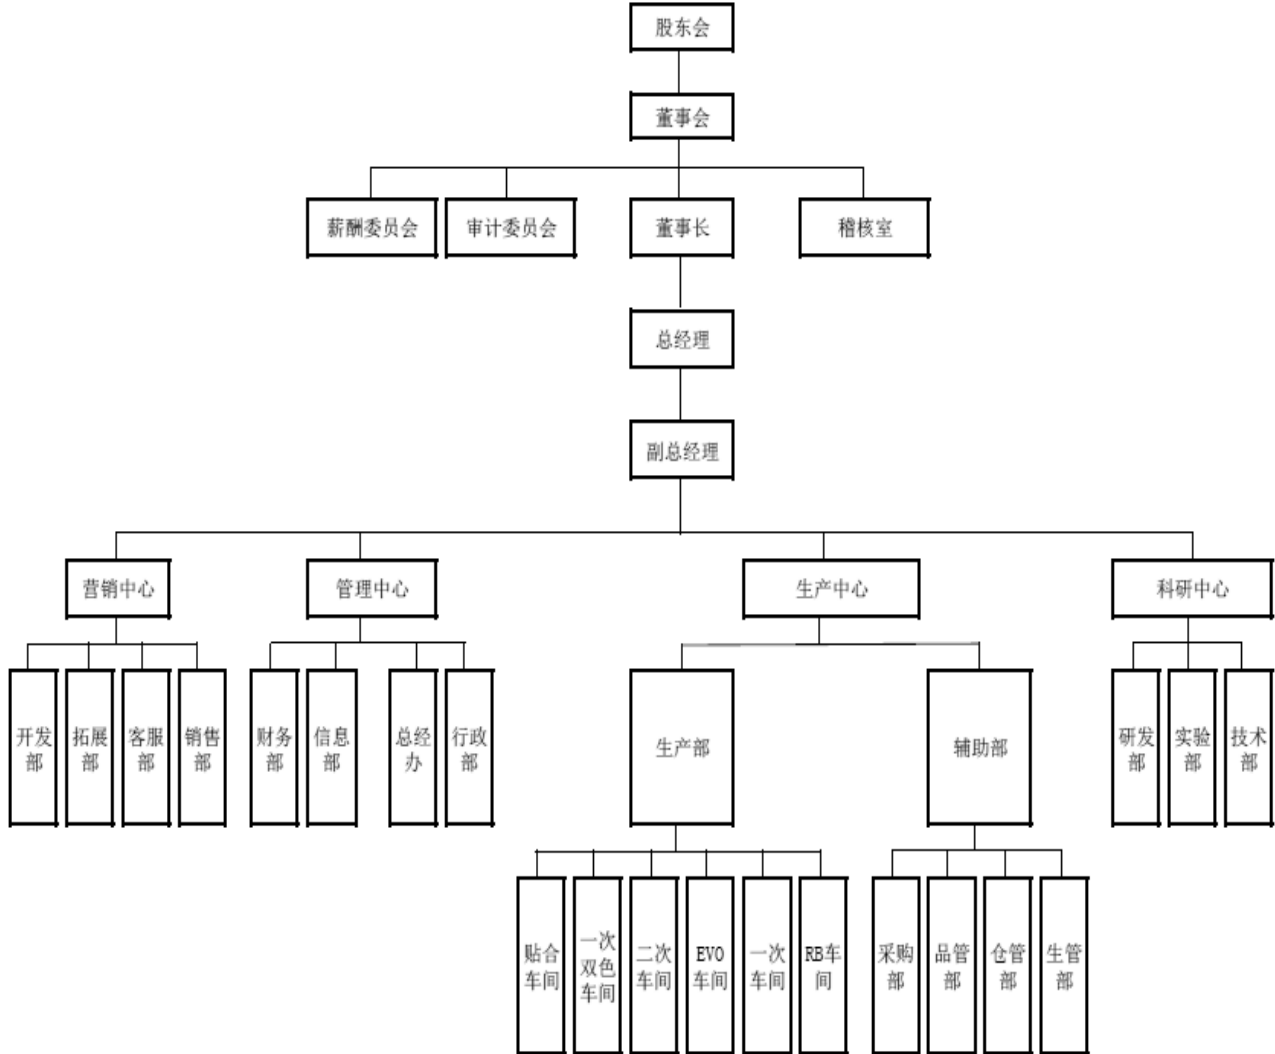 股东会
董事会
薪酬委员会
审计委员会
董事长
稽核室
总经理
副总经理
营销中心
管理中心
生产中心
科研中心
开发
部
拓展
部
客服
部
销售
部
财务
部
信息
部
总经
办
行政
部
生产部
辅助部
研发
部
实验
部
技术
部
贴合
车间
一次
双色
车间
二次
车间
EVO
车间
一次
车间
RB车
间
采购
部
品管
部
仓管
部
生管
部